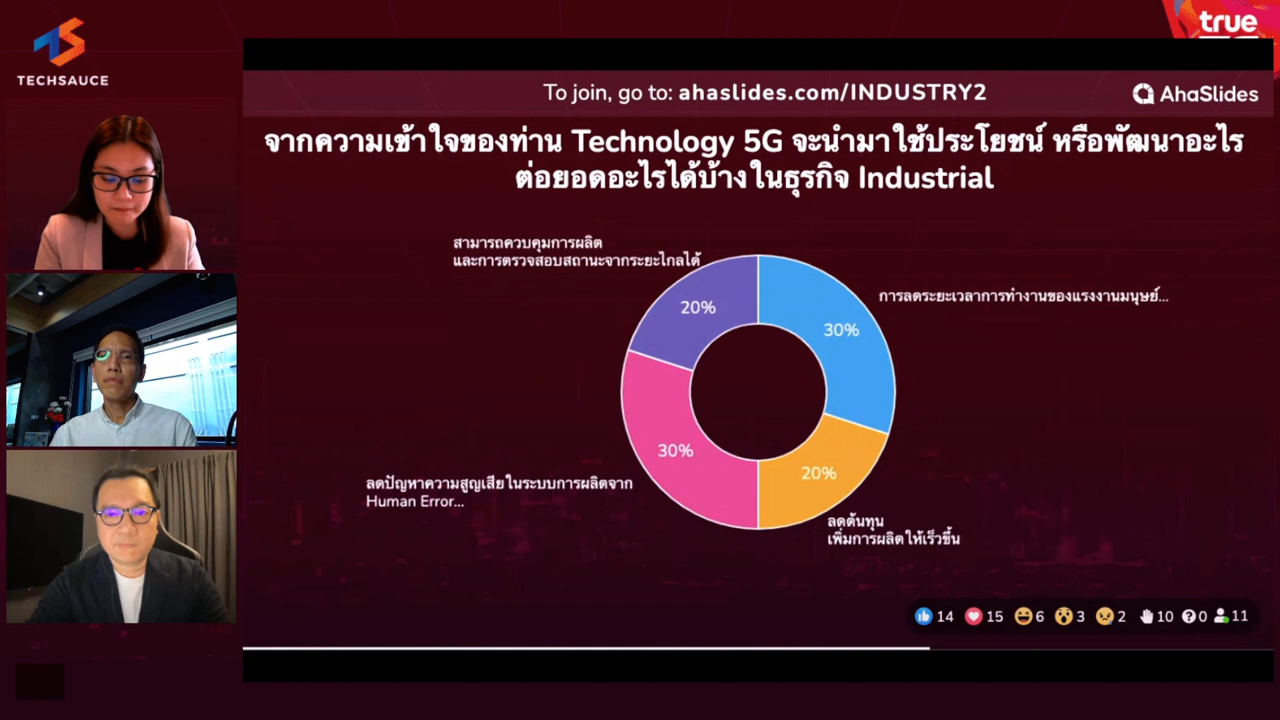 TECHSAUCE
true
To join, go to: ahaslides.com/INDUSTRY2
AhaSlides
จากความเข้าใจของท่าน Technology 5G จะนำมาใช้ประโยชน์ หรือพัฒนาอะไร
ต่อยอดอะไรได้บ้างในธุรกิจ Industrial
สามารถควบคุมการผลิต
และการตรวจสอบสถานะจากระยะไกลได้
20%
30%
การลดระยะเวลาการทำงานของแรงงานมนุษย์...
30%
20%
ลดปัญหาความสูญเสียในระบบการผลิตจาก
Human Error...
ลดต้นทุน
เพิ่มการผลิตให้เร็วขึ้น
14 15 6 3 2 10 0 11